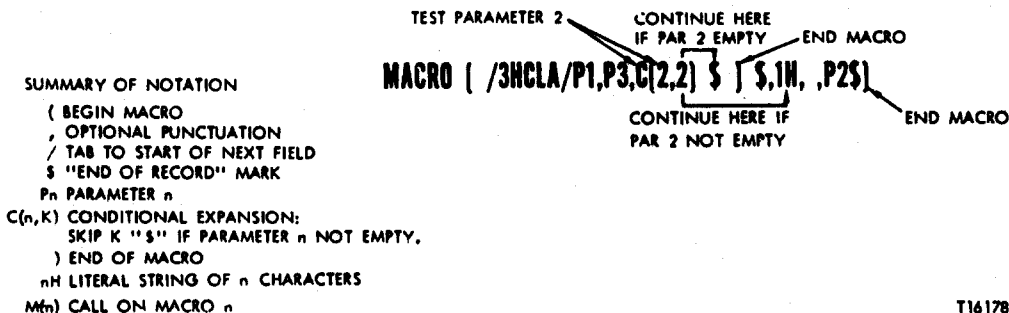 TEST PARAMETER 2
CONTINUE HERE
IF PAR 2 EMPTY
END MACRO
MACRO ( /3HCLA/P1,P3,C(2,2) $ ) $,1H, ,P2$)
CONTINUE HERE IF
PAR 2 NOT EMPTY
END MACRO
SUMMARY OF NOTATION
( BEGIN MACRO
, OPTIONAL PUNCTUATION
/ TAB TO START OF NEXT FIELD
$ "END OF RECORD" MARK
Pn PARAMETER n
C(n,K) CONDITIONAL EXPANSION:
SKIP K "$" IF PARAMETER n NOT EMPTY.
) END OF MACRO
nH LITERAL STRING OF n CHARACTERS
M(n) CALL ON MACRO n
T16178